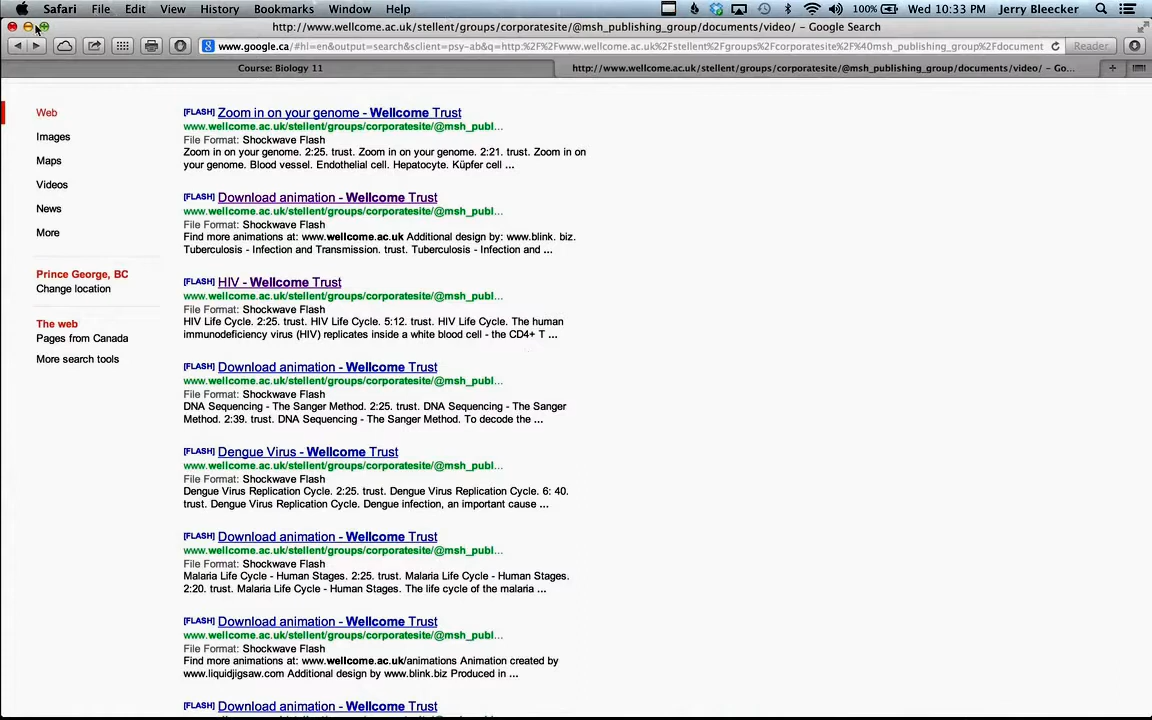 Safari File Edit View History Bookmarks Window Help 100% Wed 10:33 PM Jerry Bleecker
http://www.wellcome.ac.uk/stellent/groups/corporatesite/@msh_publishing_group/documents/video/ - Google Search
www.google.ca/#hl=en&output=search&sclient=psy-ab&q=http:%2F%2Fwww.wellcome.ac.uk%2Fstellent%2Fgroups%2Fcorporatesite%2F%40msh_publishing_group%2Fdocument Reader
Course: Biology 11
http://www.wellcome.ac.uk/stellent/groups/corporatesite/@msh_publishing_group/documents/video/ - Go...
Web
Images
Maps
Videos
News
More
Prince George, BC
Change location
The web
Pages from Canada
More search tools
[FLASH] Zoom in on your genome - Wellcome Trust
www.wellcome.ac.uk/stellent/groups/corporatesite/@msh_publ...
File Format: Shockwave Flash
Zoom in on your genome. 2:25. trust. Zoom in on your genome. 2:21. trust. Zoom in on
your genome. Blood vessel. Endothelial cell. Hepatocyte. Küpfer cell ...
[FLASH] Download animation - Wellcome Trust
www.wellcome.ac.uk/stellent/groups/corporatesite/@msh_publ...
File Format: Shockwave Flash
Find more animations at: www.wellcome.ac.uk Additional design by: www.blink. biz.
Tuberculosis - Infection and Transmission. trust. Tuberculosis - Infection and ...
[FLASH] HIV - Wellcome Trust
www.wellcome.ac.uk/stellent/groups/corporatesite/@msh_publ...
File Format: Shockwave Flash
HIV Life Cycle. 2:25. trust. HIV Life Cycle. 5:12. trust. HIV Life Cycle. The human
immunodeficiency virus (HIV) replicates inside a white blood cell - the CD4+ T ...
[FLASH] Download animation - Wellcome Trust
www.wellcome.ac.uk/stellent/groups/corporatesite/@msh_publ...
File Format: Shockwave Flash
DNA Sequencing - The Sanger Method. 2:25. trust. DNA Sequencing - The Sanger
Method. 2:39. trust. DNA Sequencing - The Sanger Method. To decode the ...
[FLASH] Dengue Virus - Wellcome Trust
www.wellcome.ac.uk/stellent/groups/corporatesite/@msh_publ...
File Format: Shockwave Flash
Dengue Virus Replication Cycle. 2:25. trust. Dengue Virus Replication Cycle. 6: 40.
trust. Dengue Virus Replication Cycle. Dengue infection, an important cause ...
[FLASH] Download animation - Wellcome Trust
www.wellcome.ac.uk/stellent/groups/corporatesite/@msh_publ...
File Format: Shockwave Flash
Malaria Life Cycle - Human Stages. 2:25. trust. Malaria Life Cycle - Human Stages.
2:20. trust. Malaria Life Cycle - Human Stages. The life cycle of the malaria ...
[FLASH] Download animation - Wellcome Trust
www.wellcome.ac.uk/stellent/groups/corporatesite/@msh_publ...
File Format: Shockwave Flash
Find more animations at: www.wellcome.ac.uk/animations Animation created by
www.liquidjigsaw.com Additional design by www.blink.biz Produced in ...
[FLASH] Download animation - Wellcome Trust